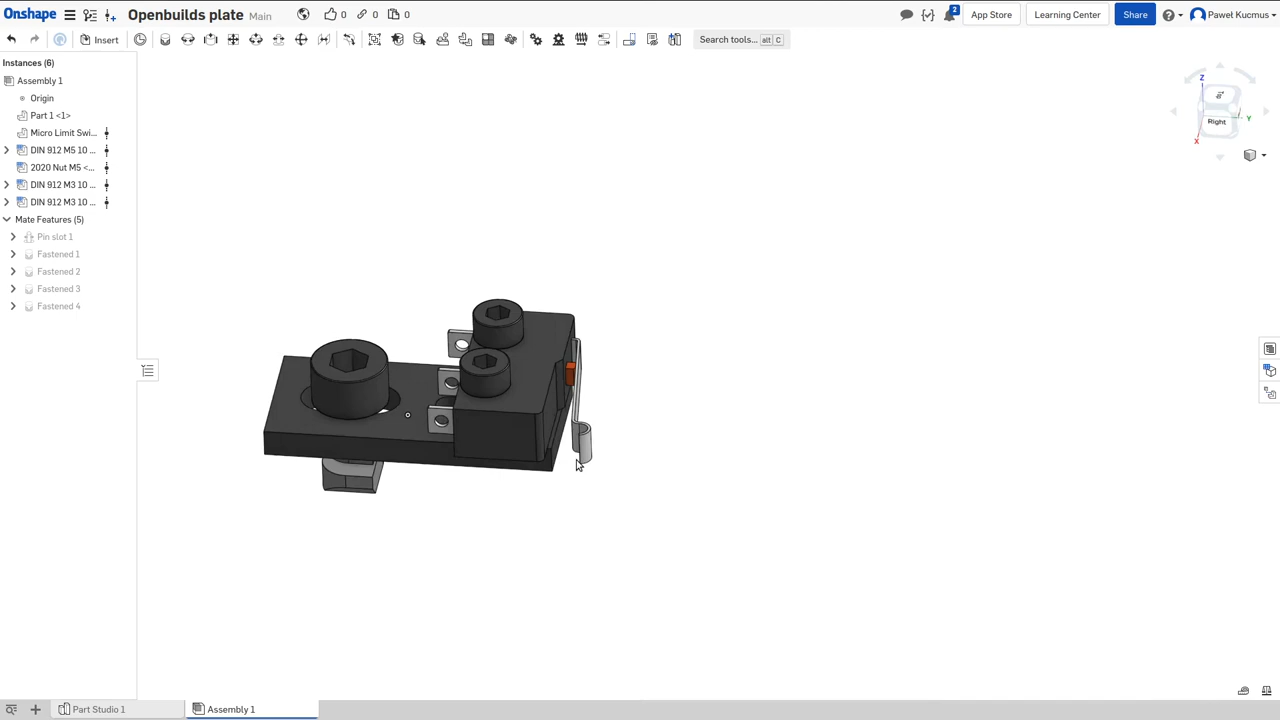 Onshape
Openbuilds plate Main
0
0
0
2
App Store
Learning Center
Share
Paweł Kucmus
Insert
Search tools... alt C
Instances (6)
Assembly 1
Origin
Part 1 <1>
Micro Limit Swi...
DIN 912 M5 10 ...
2020 Nut M5 <...
DIN 912 M3 10 ...
DIN 912 M3 10 ...
Mate Features (5)
Pin slot 1
Fastened 1
Fastened 2
Fastened 3
Fastened 4
Z
Right
Y
X
Part Studio 1
Assembly 1